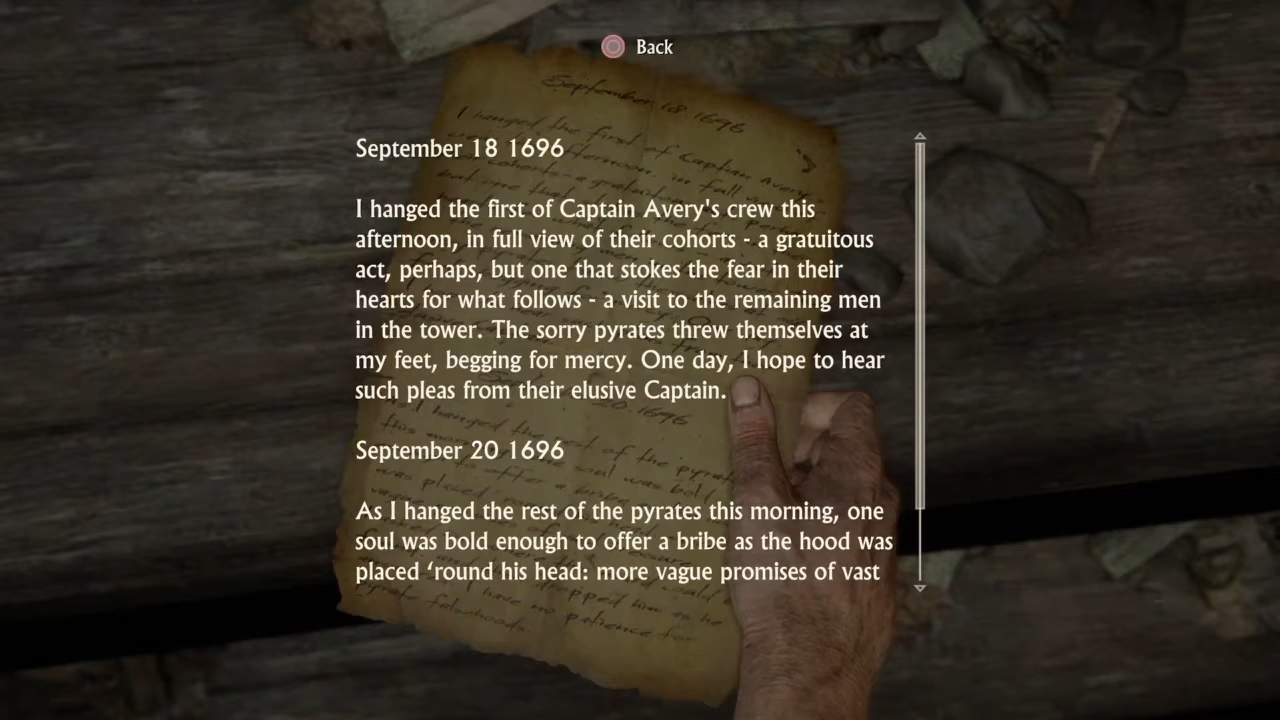 Back
September 18 1696
I hanged the first of Captain Avery's crew this
afternoon, in full view of their cohorts - a gratuitous
act, perhaps, but one that stokes the fear in their
hearts for what follows - a visit to the remaining men
in the tower. The sorry pyrates threw themselves at
my feet, begging for mercy. One day, I hope to hear
such pleas from their elusive Captain.
September 20 1696
As I hanged the rest of the pyrates this morning, one
soul was bold enough to offer a bribe as the hood was
placed ‘round his head: more vague promises of vast